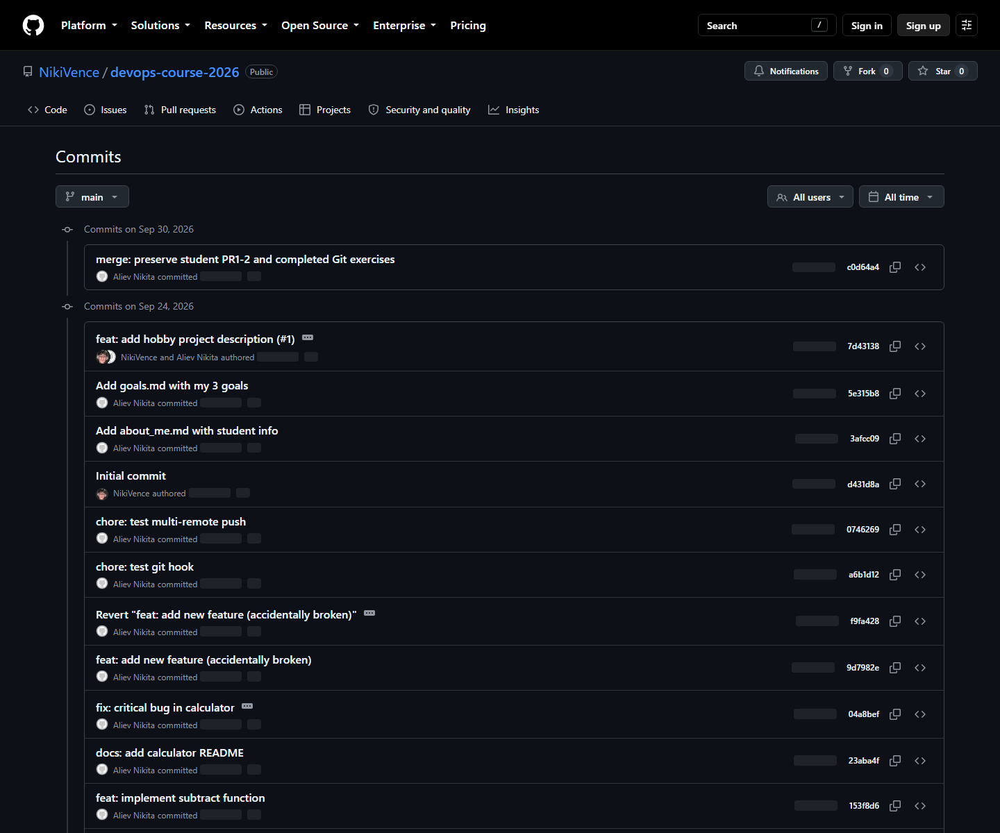 Platform
Solutions
Resources
Open Source
Enterprise
Pricing
Search /
Sign in
Sign up
NikiVence / devops-course-2026 Public
Notifications
Fork 0
Star 0
Code
Issues
Pull requests
Actions
Projects
Security and quality
Insights
Commits
main
All users
All time
Commits on Sep 30, 2026
merge: preserve student PR1-2 and completed Git exercises
Aliev Nikita committed
c0d64a4
Commits on Sep 24, 2026
feat: add hobby project description (#1)
NikiVence and Aliev Nikita authored
7d43138
Add goals.md with my 3 goals
Aliev Nikita committed
5e315b8
Add about_me.md with student info
Aliev Nikita committed
3afcc09
Initial commit
NikiVence authored
d431d8a
chore: test multi-remote push
Aliev Nikita committed
0746269
chore: test git hook
Aliev Nikita committed
a6b1d12
Revert "feat: add new feature (accidentally broken)"
Aliev Nikita committed
f9fa428
feat: add new feature (accidentally broken)
Aliev Nikita committed
9d7982e
fix: critical bug in calculator
Aliev Nikita committed
04a8bef
docs: add calculator README
Aliev Nikita committed
23aba4f
feat: implement subtract function
Aliev Nikita committed
153f8d6